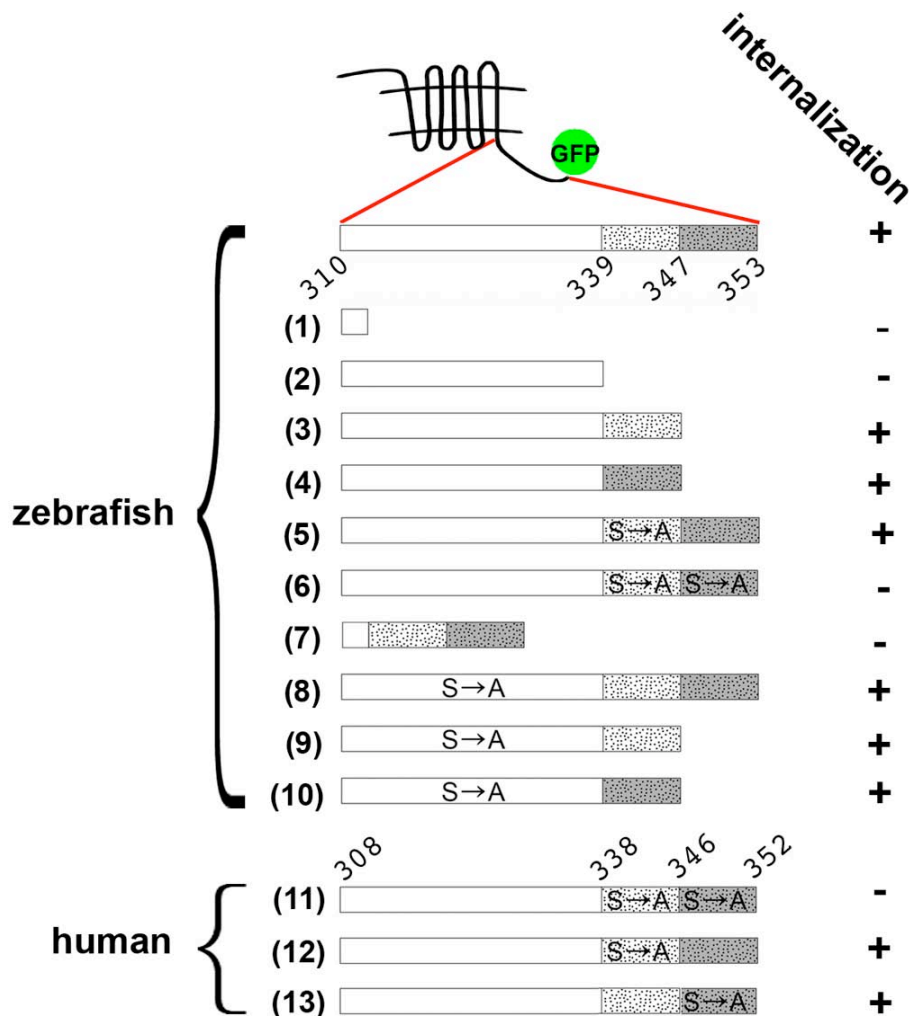 internalization
GFP
+
310 339 347 353
(1) -
(2) -
(3) +
(4) +
(5) S→A +
(6) S→A S→A -
(7) -
(8) S→A +
(9) S→A +
(10) S→A +
zebrafish
308 338 346 352
(11) S→A S→A -
(12) S→A +
(13) S→A +
human